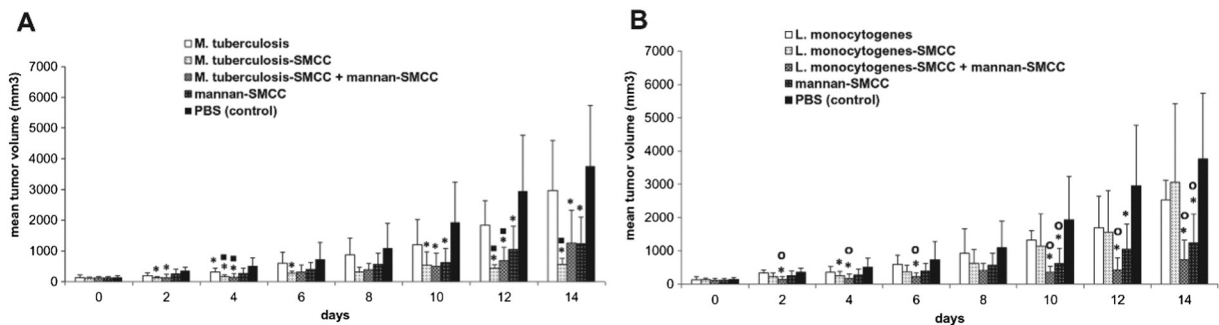 A
M. tuberculosis
M. tuberculosis-SMCC
M. tuberculosis-SMCC + mannan-SMCC
mannan-SMCC
PBS (control)
mean tumor volume (mm3)
7000
6000
5000
4000
3000
2000
1000
0
0 2 4 6 8 10 12 14
days
B
L. monocytogenes
L. monocytogenes-SMCC
L. monocytogenes-SMCC + mannan-SMCC
mannan-SMCC
PBS (control)
mean tumor volume (mm3)
7000
6000
5000
4000
3000
2000
1000
0
0 2 4 6 8 10 12 14
days